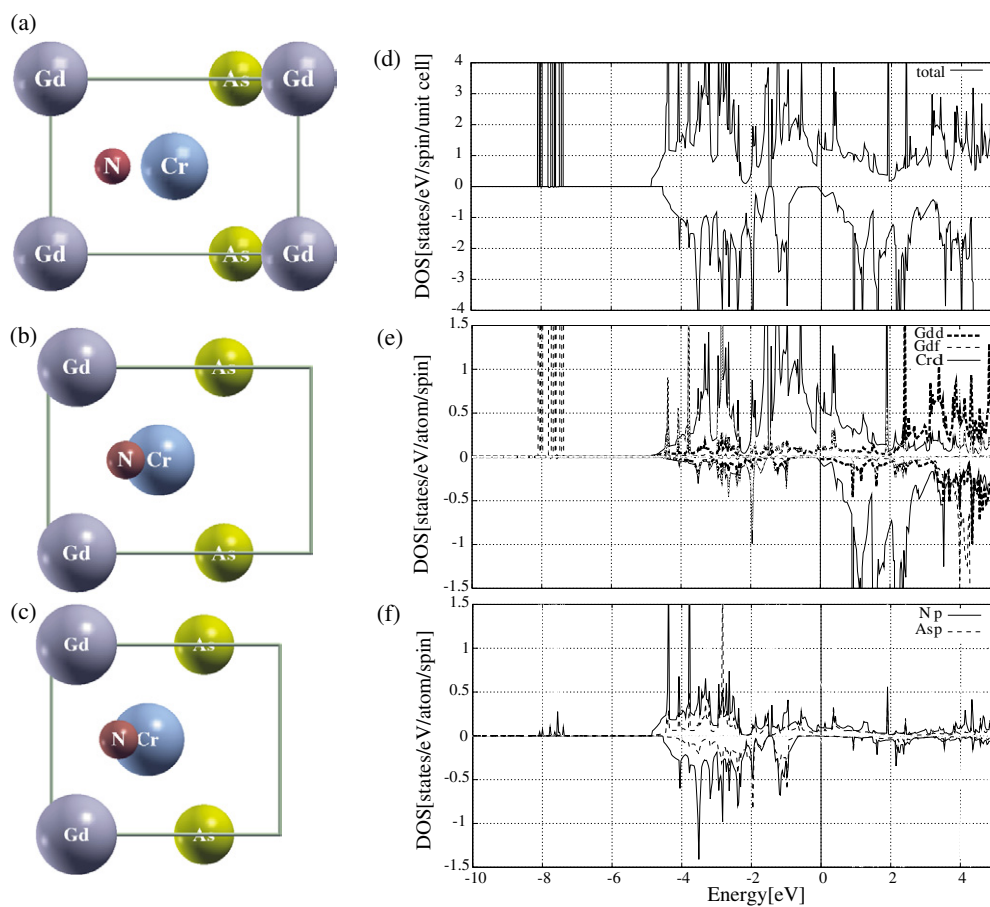 (a)
Gd
As
Gd
N
Cr
Gd
As
Gd
(b)
Gd
As
N
Cr
Gd
As
(c)
Gd
As
N
Cr
Gd
As
(d)
DOS[states/eV/spin/unit cell]
4
3
2
1
0
-1
-2
-3
-4
total
(e)
DOS[states/eV/atom/spin]
1.5
1
0.5
0
-0.5
-1
-1.5
Gdd
Gdf
Crd
(f)
DOS[states/eV/atom/spin]
1.5
1
0.5
0
-0.5
-1
-1.5
N p
As p
-10 -8 -6 -4 -2 0 2 4
Energy[eV]